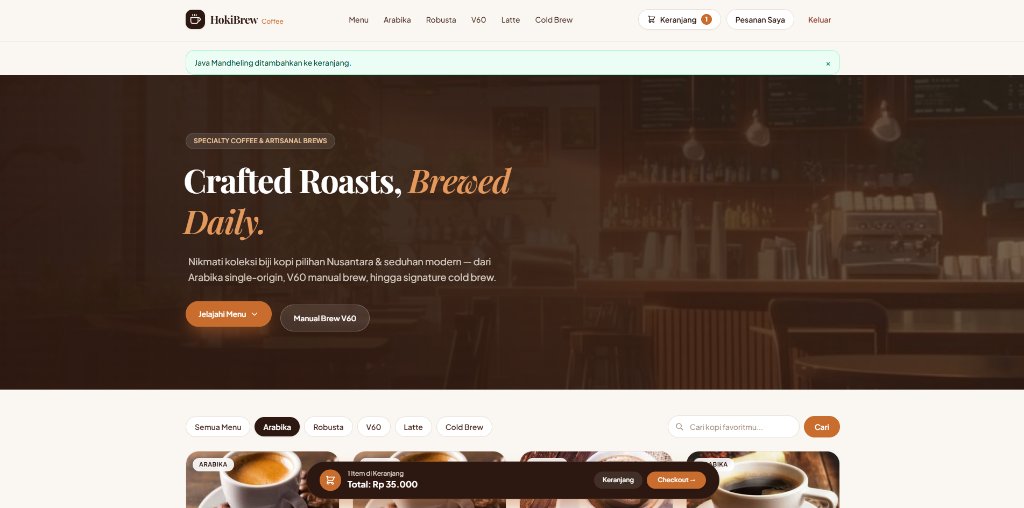 HokiBrew Coffee
Menu Arabika Robusta V60 Latte Cold Brew
Keranjang 1 Pesanan Saya Keluar
Java Mandheling ditambahkan ke keranjang. ×
SPECIALTY COFFEE & ARTISANAL BREWS
Crafted Roasts, Brewed
Daily.
Nikmati koleksi biji kopi pilihan Nusantara & seduhan modern — dari
Arabika single-origin, V60 manual brew, hingga signature cold brew.
Jelajahi Menu
Manual Brew V60
Semua Menu Arabika Robusta V60 Latte Cold Brew
Cari kopi favoritmu... Cari
ARABIKA
1 Item di Keranjang
Total: Rp 35.000
Keranjang Checkout →